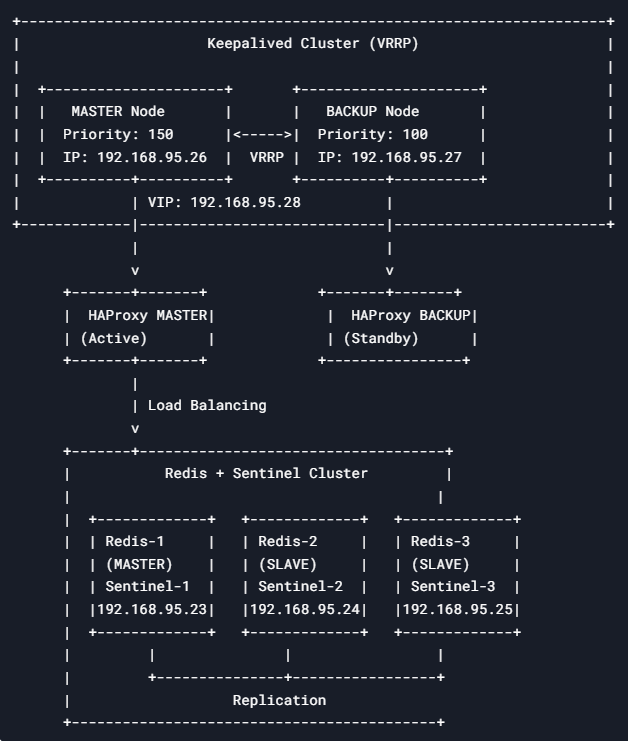 Keepalived Cluster (VRRP)
MASTER Node BACKUP Node
Priority: 150 <-----> Priority: 100
IP: 192.168.95.26 VRRP IP: 192.168.95.27
VIP: 192.168.95.28
v v
HAProxy MASTER HAProxy BACKUP
(Active) (Standby)
Load Balancing
v
Redis + Sentinel Cluster
Redis-1 Redis-2 Redis-3
(MASTER) (SLAVE) (SLAVE)
Sentinel-1 Sentinel-2 Sentinel-3
192.168.95.23 192.168.95.24 192.168.95.25
Replication